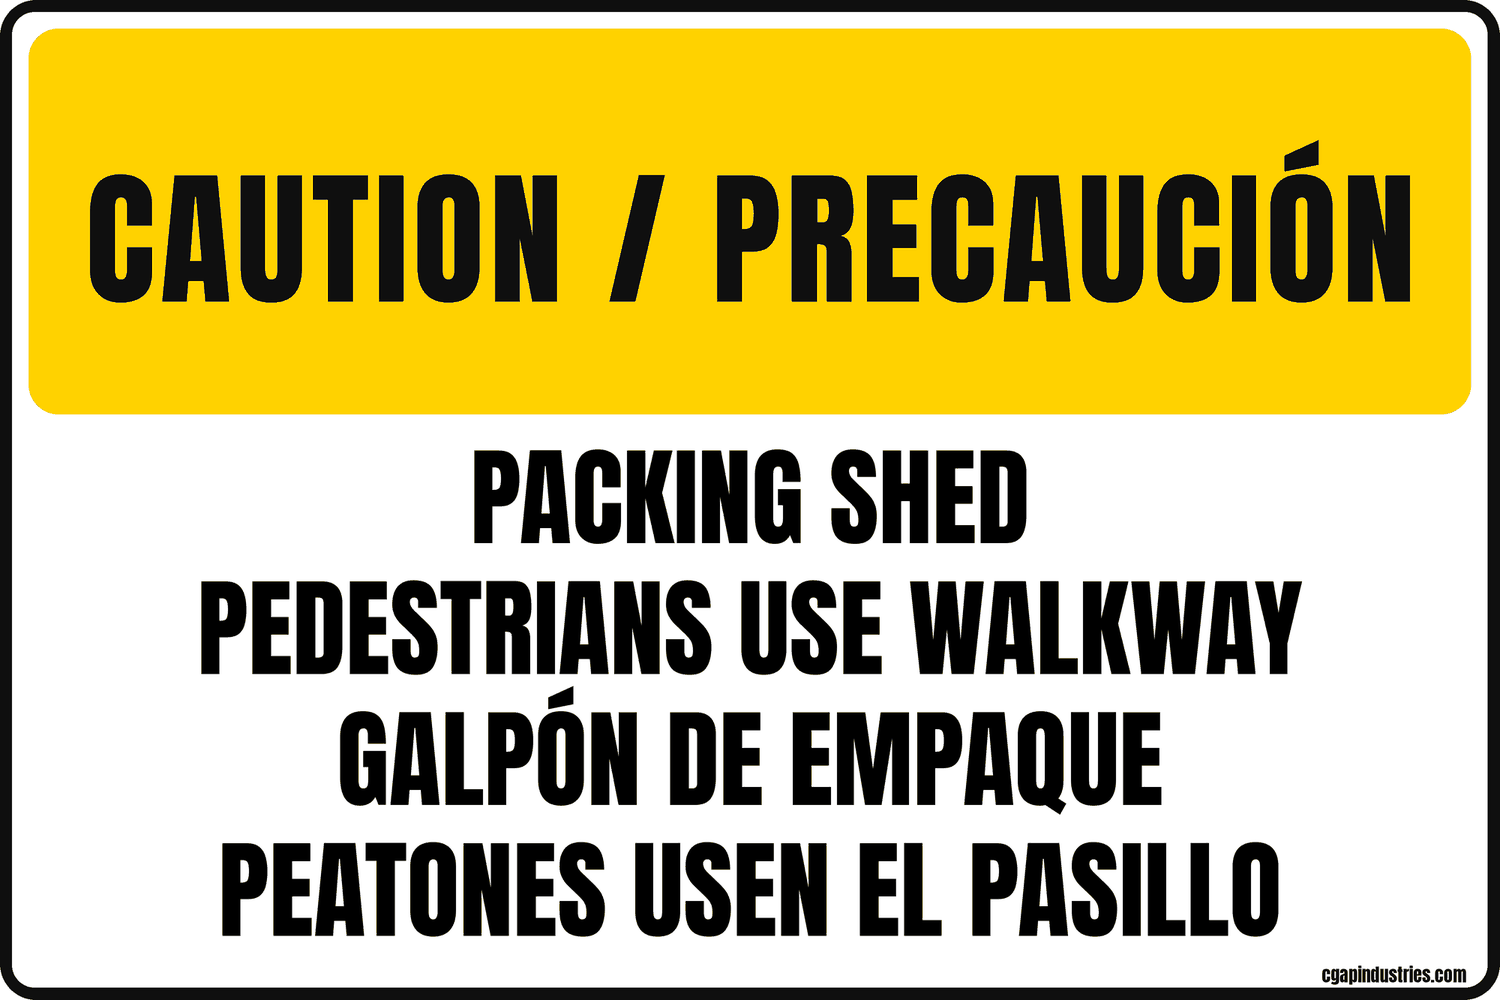 CAUTION / PRECAUCIÓN
PACKING SHED
PEDESTRIANS USE WALKWAY
GALPÓN DE EMPAQUE
PEATONES USEN EL PASILLO
cgapindustries.com